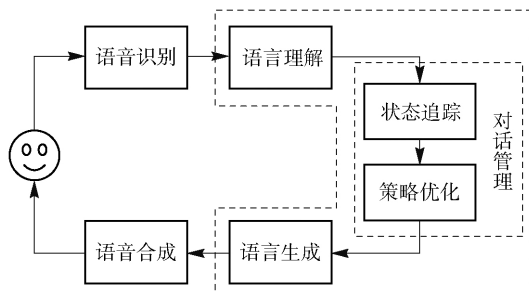 语音识别
语言理解
状态追踪
策略优化
对话管理
语言生成
语音合成